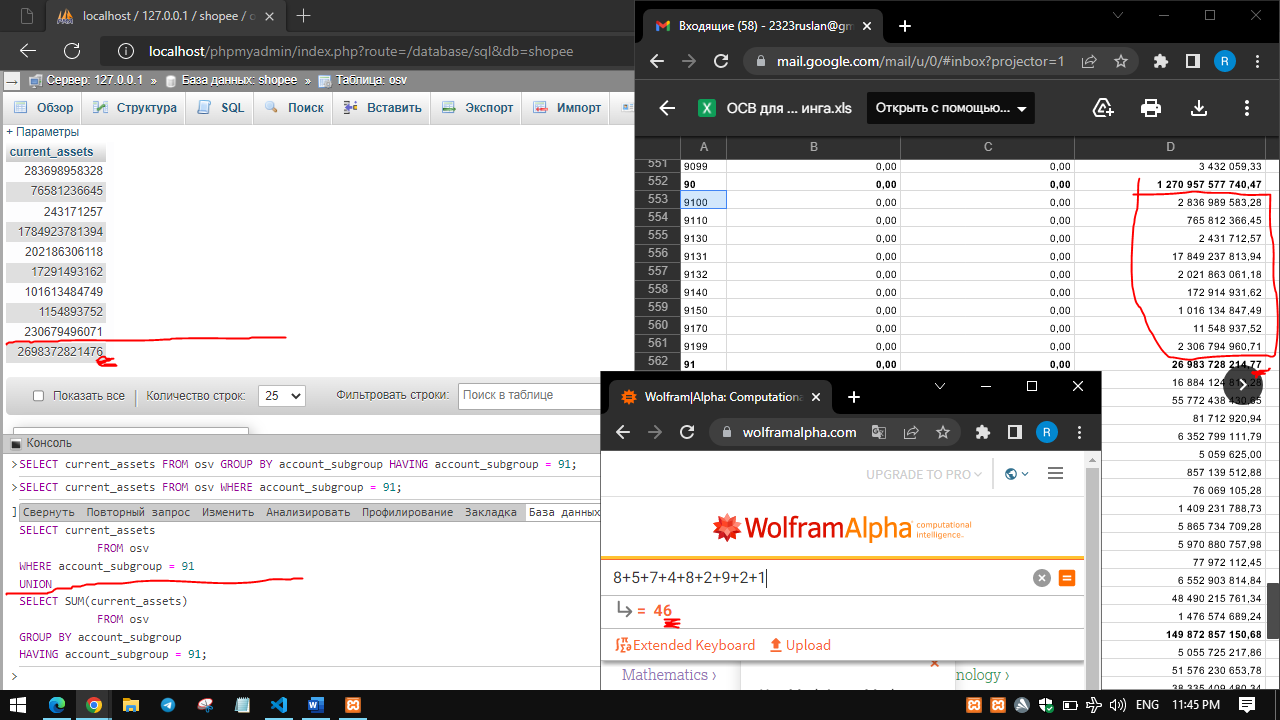 localhost / 127.0.0.1 / shopee / o
localhost/phpmyadmin/index.php?route=/database/sql&db=shopee
Сервер: 127.0.0.1 » База данных: shopee » Таблица: osv
Обзор Структура SQL Поиск Вставить Экспорт Импорт
+ Параметры
current_assets
283698958328
76581236645
243171257
1784923781394
202186306118
17291493162
101613484749
1154893752
230679496071
2698372821476
Показать все Количество строк: 25 Фильтровать строки: Поиск в таблице
Консоль
>SELECT current_assets FROM osv GROUP BY account_subgroup HAVING account_subgroup = 91;
>SELECT current_assets FROM osv WHERE account_subgroup = 91;
Свернуть Повторный запрос Изменить Анализировать Профилирование Закладка База данных
SELECT current_assets
FROM osv
WHERE account_subgroup = 91
UNION
SELECT SUM(current_assets)
FROM osv
GROUP BY account_subgroup
HAVING account_subgroup = 91;
>
Входящие (58) - 2323ruslan@gm
mail.google.com/mail/u/0/#inbox?projector=1
R
X ОСВ для ... инга.xls Открыть с помощью...
A B C D
551 9099 0,00 0,00 3 432 059,33
552 90 0,00 0,00 1 270 957 577 740,47
553 9100 0,00 0,00 2 836 989 583,28
554 9110 0,00 0,00 765 812 366,45
555 9130 0,00 0,00 2 431 712,57
556 9131 0,00 0,00 17 849 237 813,94
557 9132 0,00 0,00 2 021 863 061,18
558 9140 0,00 0,00 172 914 931,62
559 9150 0,00 0,00 1 016 134 847,49
560 9170 0,00 0,00 11 548 937,52
561 9199 0,00 0,00 2 306 794 960,71
562 91 0,00 0,00 26 983 728 214,77
81 712 920,94
6 352 799 111,79
5 059 625,00
857 139 512,88
76 069 105,28
1 409 231 788,73
5 865 734 709,28
5 970 880 757,98
77 972 112,45
6 552 903 814,84
48 490 215 761,34
1 476 574 689,24
149 872 857 150,68
5 055 725 217,86
51 576 230 653,78
38 335 409 480,34
Wolfram|Alpha: Computationa
wolframalpha.com
R
UPGRADE TO PRO
WolframAlpha computational intelligence.
8+5+7+4+8+2+9+2+1
= 46
Extended Keyboard Upload
Mathematics ›
nology ›
ENG 11:45 PM